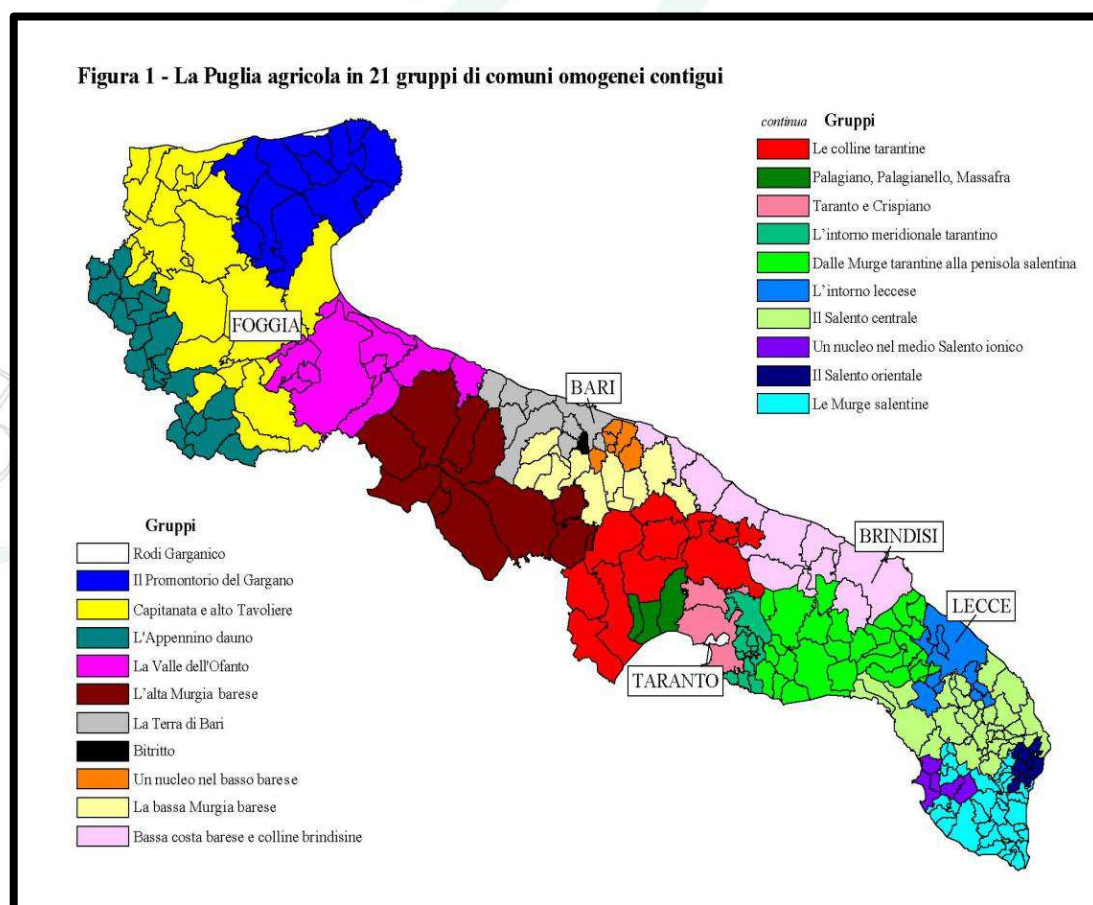 Figura 1 - La Puglia agricola in 21 gruppi di comuni omogenei contigui
continua Gruppi
Le colline tarantine
Palagiano, Palagianello, Massafra
Taranto e Crispiano
L'intorno meridionale tarantino
Dalle Murge tarantine alla penisola salentina
L'intorno leccese
Il Salento centrale
Un nucleo nel medio Salento ionico
Il Salento orientale
Le Murge salentine
FOGGIA
BARI
BRINDISI
LECCE
TARANTO
Gruppi
Rodi Garganico
Il Promontorio del Gargano
Capitanata e alto Tavoliere
L'Appennino dauno
La Valle dell'Ofanto
L'alta Murgia barese
La Terra di Bari
Bitritto
Un nucleo nel basso barese
La bassa Murgia barese
Bassa costa barese e colline brindisine